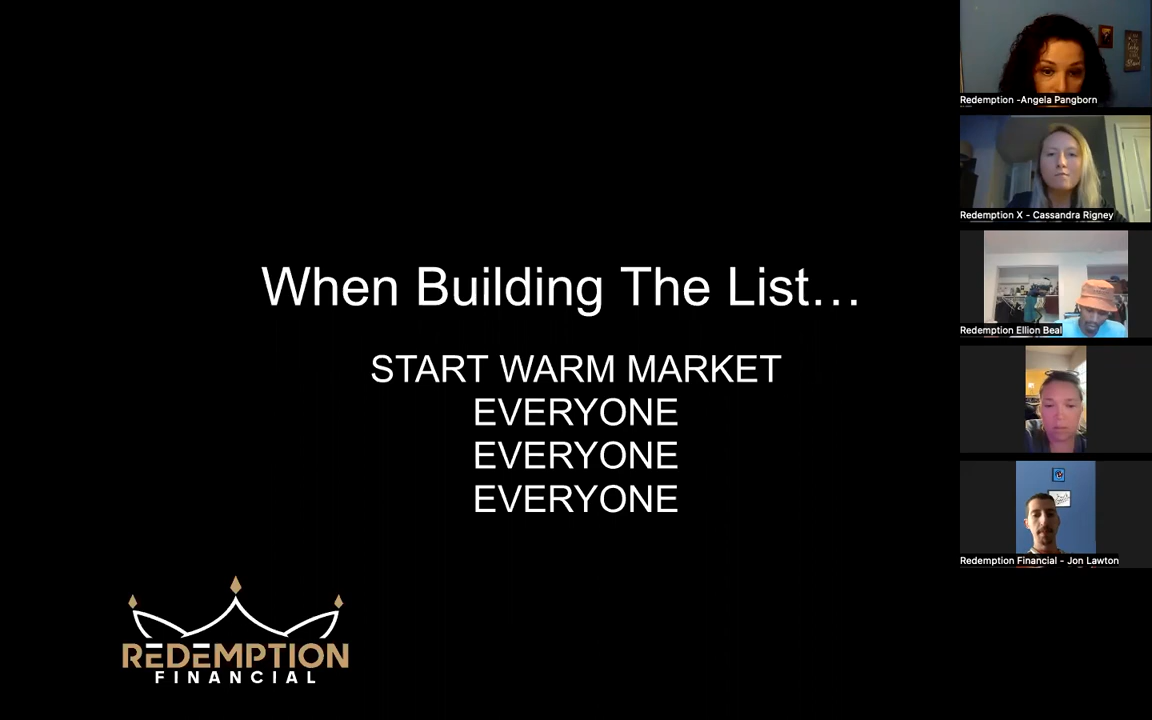 When Building The List…
START WARM MARKET
EVERYONE
EVERYONE
EVERYONE
REDEMPTION
FINANCIAL
Redemption -Angela Pangborn
Redemption X - Cassandra Rigney
Redemption Ellion Beal
Redemption Financial - Jon Lawton